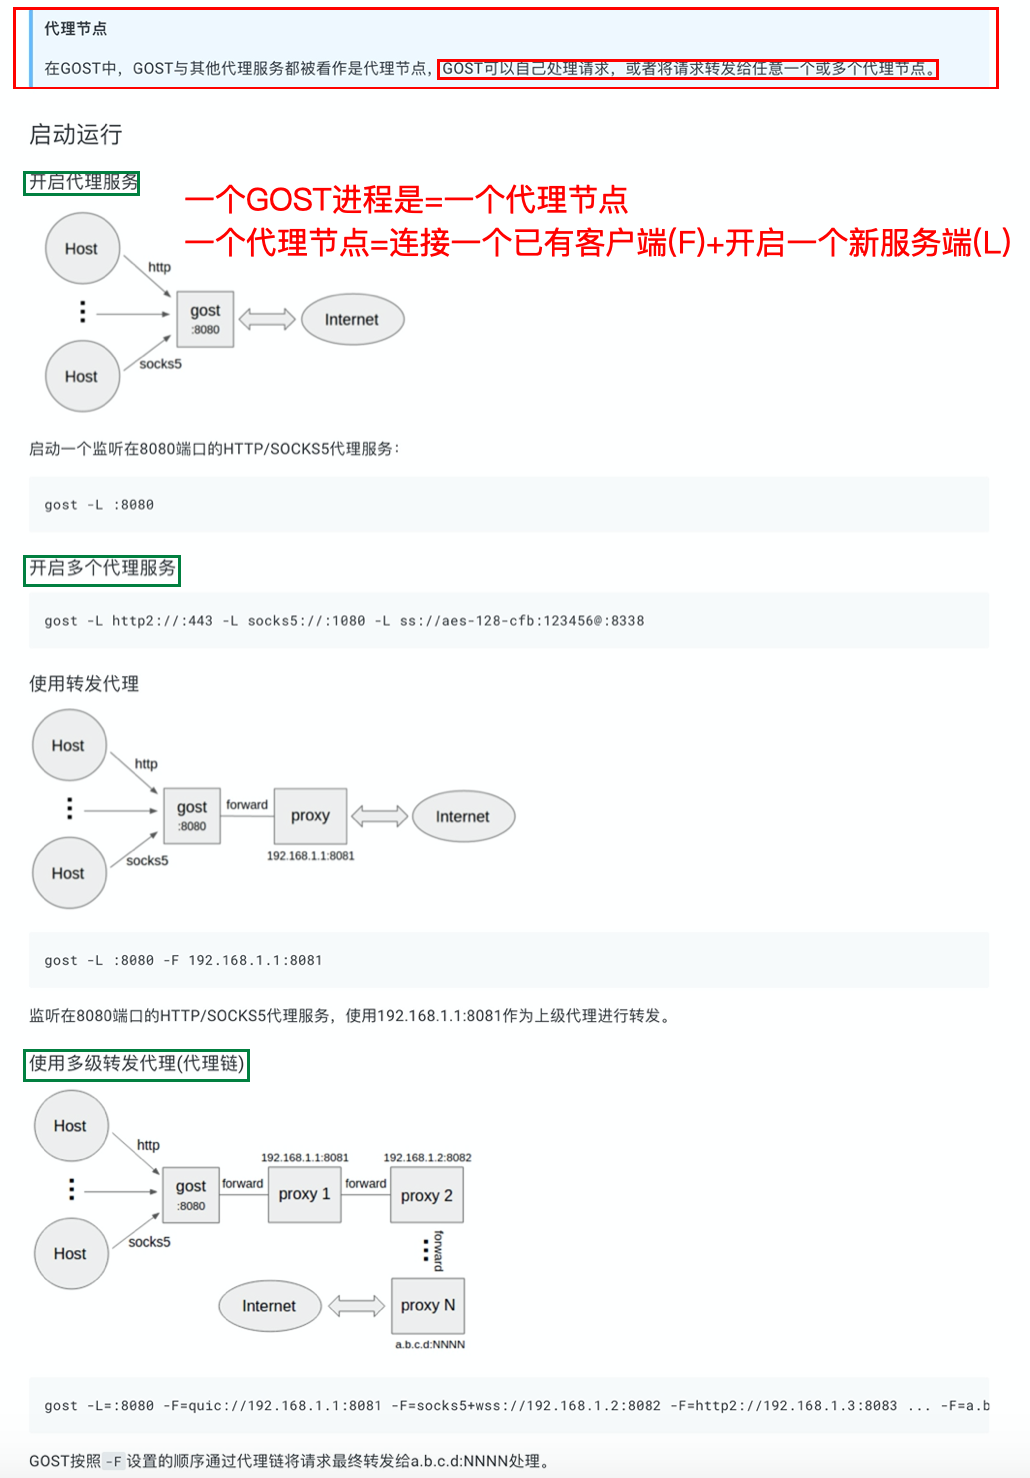 代理节点
在GOST中，GOST与其他代理服务都被看作是代理节点，GOST可以自己处理请求，或者将请求转发给任意一个或多个代理节点。
启动运行
开启代理服务
一个GOST进程是=一个代理节点
一个代理节点=连接一个已有客户端(F)+开启一个新服务端(L)
Host
http
gost
:8080
Internet
Host
socks5
启动一个监听在8080端口的HTTP/SOCKS5代理服务：
gost -L :8080
开启多个代理服务
gost -L http2://:443 -L socks5://:1080 -L ss://aes-128-cfb:123456@:8338
使用转发代理
Host
http
gost
:8080
forward
proxy
192.168.1.1:8081
Internet
Host
socks5
gost -L :8080 -F 192.168.1.1:8081
监听在8080端口的HTTP/SOCKS5代理服务，使用192.168.1.1:8081作为上级代理进行转发。
使用多级转发代理(代理链)
Host
http
gost
:8080
forward
192.168.1.1:8081
proxy 1
forward
192.168.1.2:8082
proxy 2
Host
socks5
forward
Internet
proxy N
a.b.c.d:NNNN
gost -L=:8080 -F=quic://192.168.1.1:8081 -F=socks5+wss://192.168.1.2:8082 -F=http2://192.168.1.3:8083 ... -F=a.b
GOST按照 -F 设置的顺序通过代理链将请求最终转发给a.b.c.d:NNNN处理。